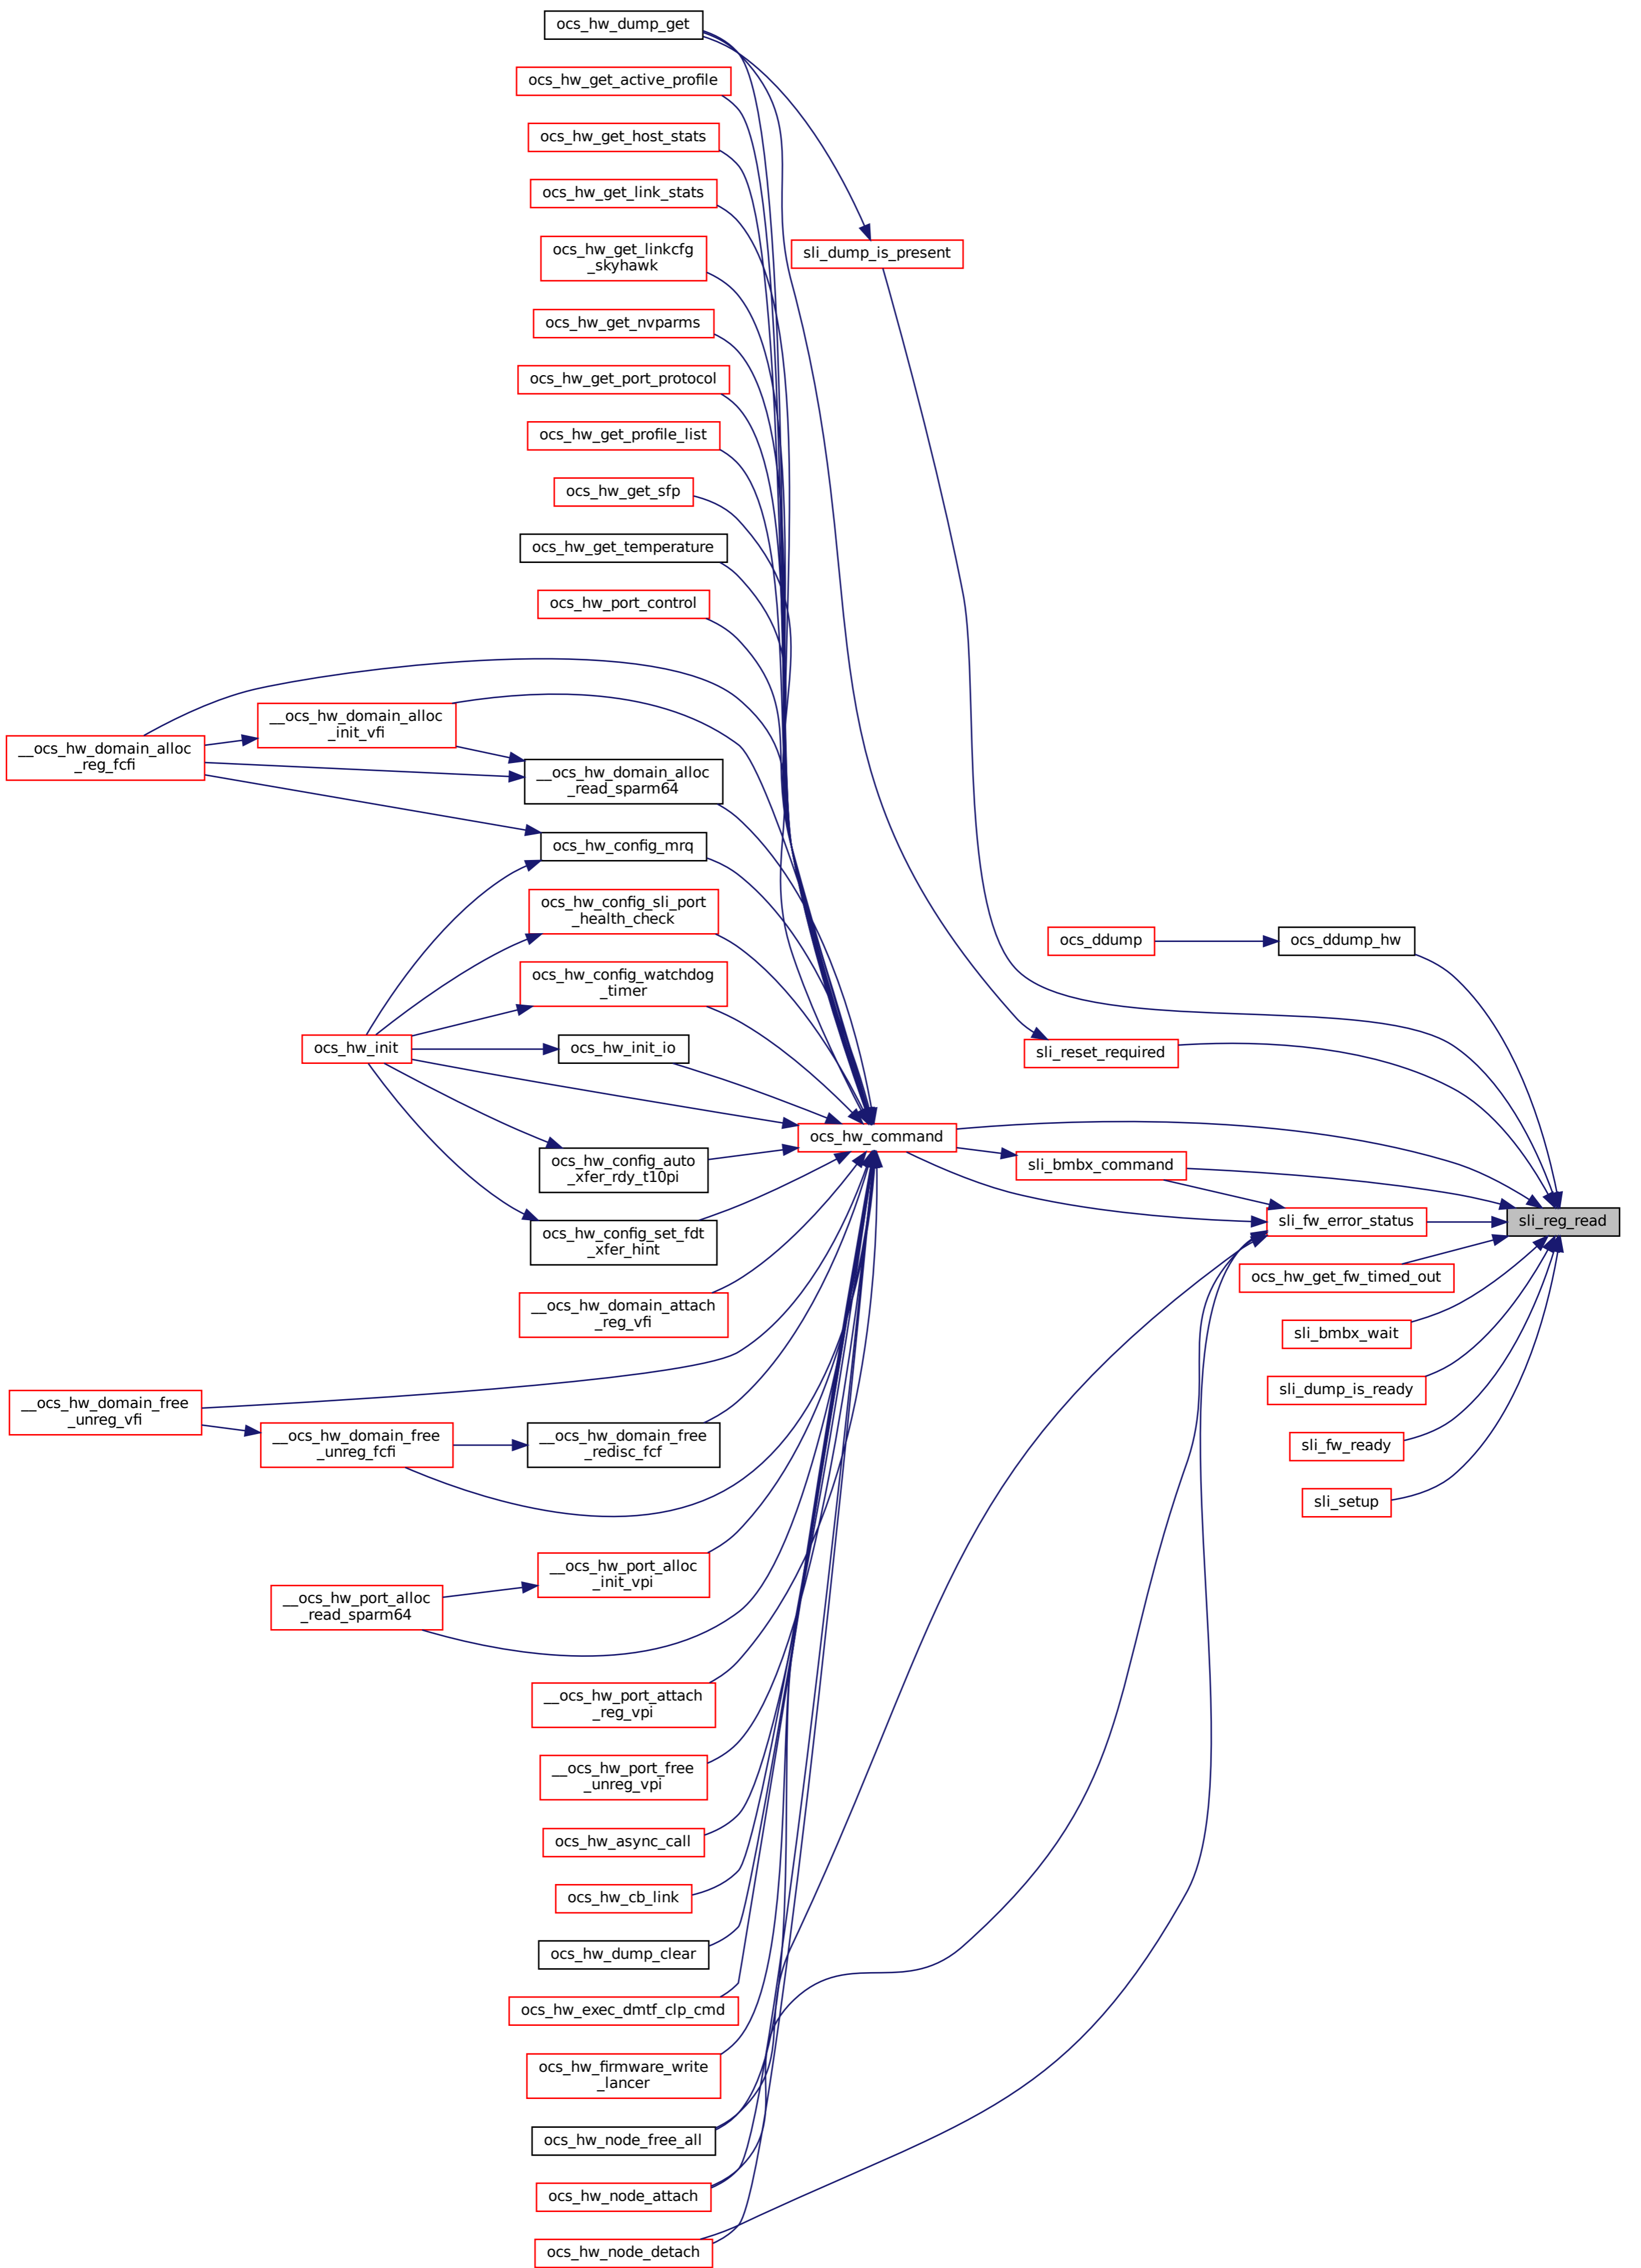 ocs_hw_dump_get
ocs_hw_get_active_profile
ocs_hw_get_host_stats
ocs_hw_get_link_stats
ocs_hw_get_linkcfg
_skyhawk
sli_dump_is_present
ocs_hw_get_nvparms
ocs_hw_get_port_protocol
ocs_hw_get_profile_list
ocs_hw_get_sfp
ocs_hw_get_temperature
ocs_hw_port_control
__ocs_hw_domain_alloc
_init_vfi
__ocs_hw_domain_alloc
_reg_fcfi
__ocs_hw_domain_alloc
_read_sparm64
ocs_hw_config_mrq
ocs_hw_config_sli_port
_health_check
ocs_ddump
ocs_ddump_hw
ocs_hw_config_watchdog
_timer
ocs_hw_init
ocs_hw_init_io
sli_reset_required
ocs_hw_command
ocs_hw_config_auto
_xfer_rdy_t10pi
sli_bmbx_command
sli_fw_error_status
sli_reg_read
ocs_hw_config_set_fdt
_xfer_hint
ocs_hw_get_fw_timed_out
__ocs_hw_domain_attach
_reg_vfi
sli_bmbx_wait
sli_dump_is_ready
__ocs_hw_domain_free
_unreg_vfi
__ocs_hw_domain_free
_unreg_fcfi
__ocs_hw_domain_free
_redisc_fcf
sli_fw_ready
sli_setup
__ocs_hw_port_alloc
_init_vpi
__ocs_hw_port_alloc
_read_sparm64
__ocs_hw_port_attach
_reg_vpi
__ocs_hw_port_free
_unreg_vpi
ocs_hw_async_call
ocs_hw_cb_link
ocs_hw_dump_clear
ocs_hw_exec_dmtf_clp_cmd
ocs_hw_firmware_write
_lancer
ocs_hw_node_free_all
ocs_hw_node_attach
ocs_hw_node_detach